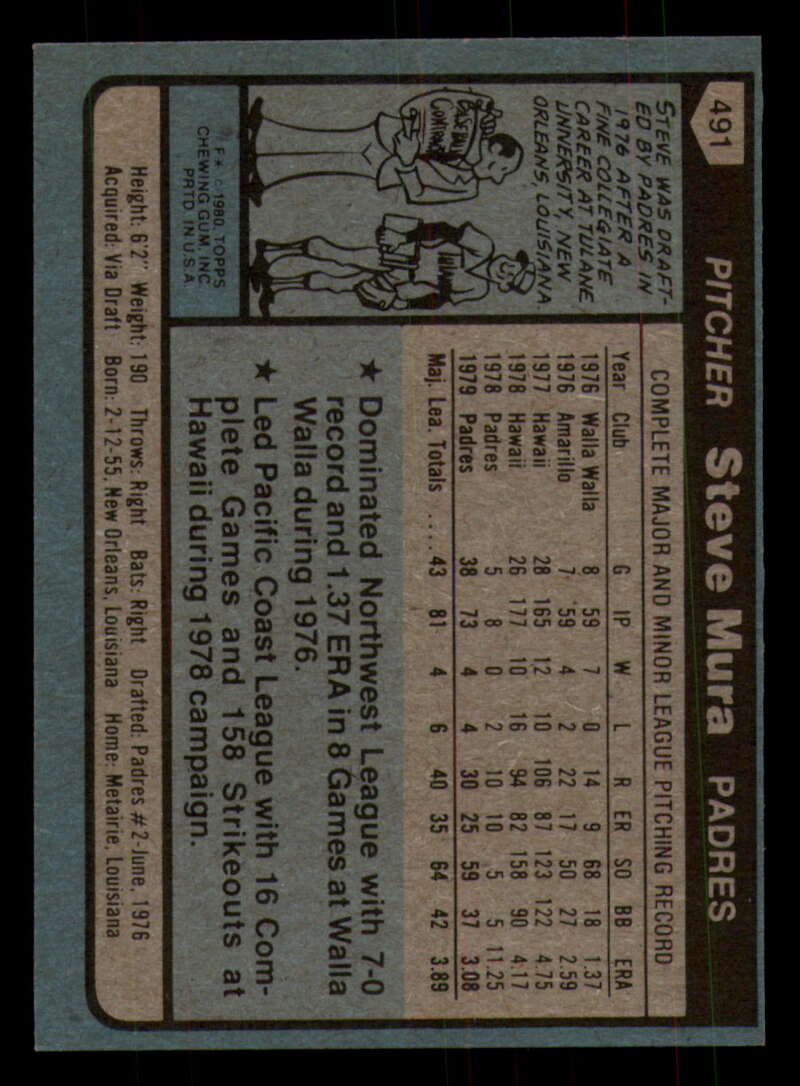 491
PITCHER Steve Mura PADRES
STEVE WAS DRAFT-
ED BY PADRES IN
1976 AFTER A
FINE COLLEGIATE
CAREER AT TULANE
UNIVERSITY, NEW
ORLEANS, LOUISIANA.
BASEBALL
CONTRACT
TULANE
F★ © 1980 TOPPS
CHEWING GUM, INC.
PRTD. IN U.S.A.
COMPLETE MAJOR AND MINOR LEAGUE PITCHING RECORD
Year Club G IP W L R ER SO BB ERA
1976 Walla Walla 8 59 7 0 14 9 68 18 1.37
1976 Amarillo 7 59 4 2 22 17 50 27 2.59
1977 Hawaii 28 165 12 10 106 87 123 122 4.75
1978 Hawaii 26 177 10 16 94 82 158 90 4.17
1978 Padres 5 8 0 2 10 10 5 5 11.25
1979 Padres 38 73 4 4 30 25 59 37 3.08
Maj. Lea. Totals .... 43 81 4 6 40 35 64 42 3.89
★ Dominated Northwest League with 7-0
record and 1.37 ERA in 8 Games at Walla
Walla during 1976.
★ Led Pacific Coast League with 16 Com-
plete Games and 158 Strikeouts at
Hawaii during 1978 campaign.
Height: 6'2" Weight: 190 Throws: Right Bats: Right Drafted: Padres #2-June, 1976
Acquired: Via Draft Born: 2-12-55, New Orleans, Louisiana Home: Metairie, Louisiana